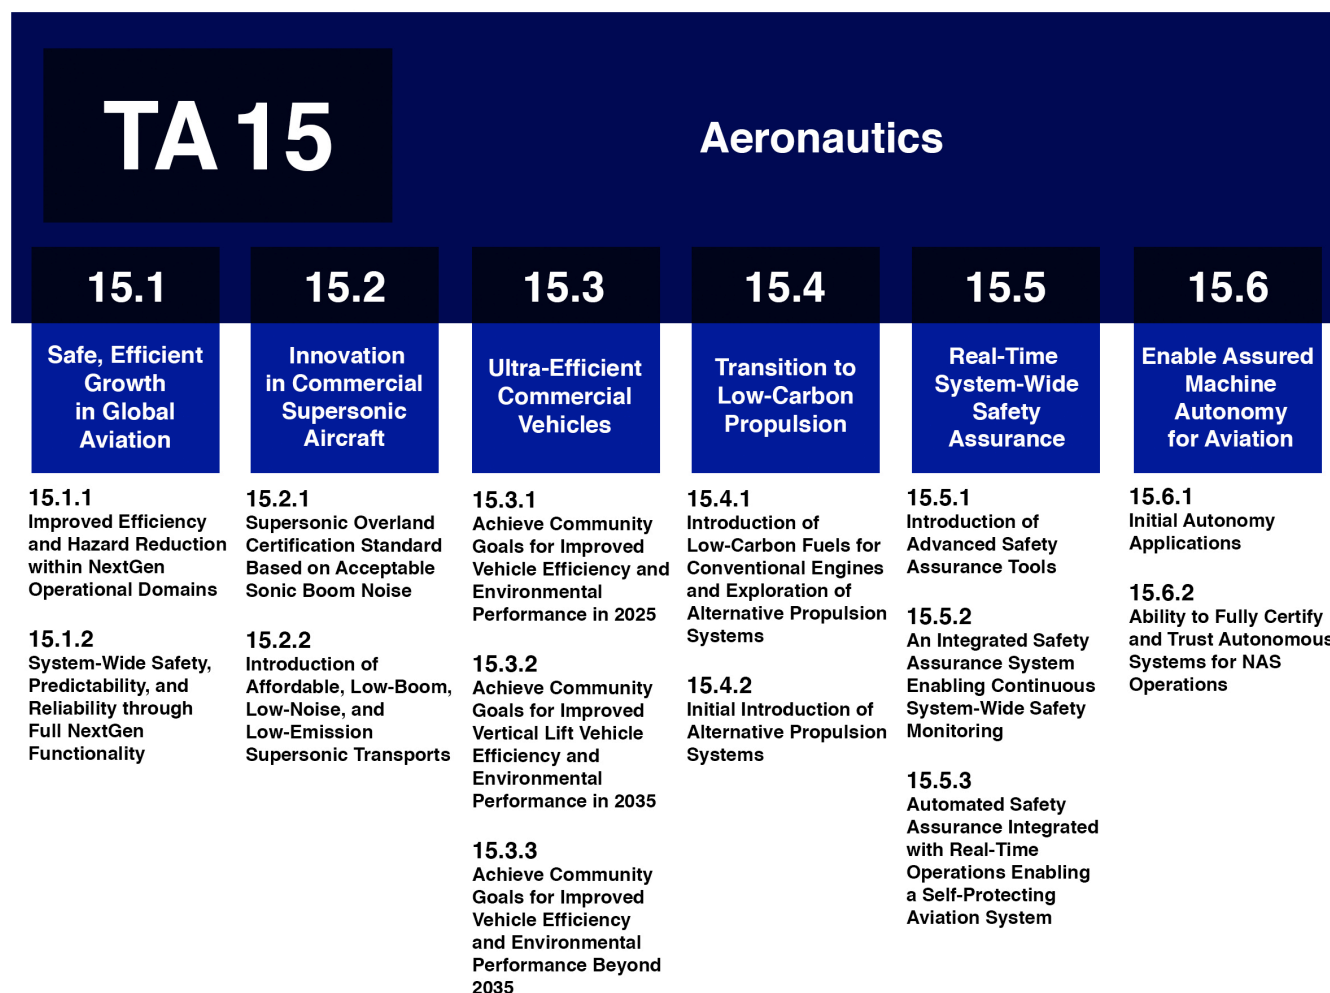 TA 15
Aeronautics
15.1
Safe, Efficient
Growth
in Global
Aviation
15.1.1
Improved Efficiency
and Hazard Reduction
within NextGen
Operational Domains
15.1.2
System-Wide Safety,
Predictability, and
Reliability through
Full NextGen
Functionality
15.2
Innovation
in Commercial
Supersonic
Aircraft
15.2.1
Supersonic Overland
Certification Standard
Based on Acceptable
Sonic Boom Noise
15.2.2
Introduction of
Affordable, Low-Boom,
Low-Noise, and
Low-Emission
Supersonic Transports
15.3
Ultra-Efficient
Commercial
Vehicles
15.3.1
Achieve Community
Goals for Improved
Vehicle Efficiency and
Environmental
Performance in 2025
15.3.2
Achieve Community
Goals for Improved
Vertical Lift Vehicle
Efficiency and
Environmental
Performance in 2035
15.3.3
Achieve Community
Goals for Improved
Vehicle Efficiency
and Environmental
Performance Beyond
2035
15.4
Transition to
Low-Carbon
Propulsion
15.4.1
Introduction of
Low-Carbon Fuels for
Conventional Engines
and Exploration of
Alternative Propulsion
Systems
15.4.2
Initial Introduction of
Alternative Propulsion
Systems
15.5
Real-Time
System-Wide
Safety
Assurance
15.5.1
Introduction of
Advanced Safety
Assurance Tools
15.5.2
An Integrated Safety
Assurance System
Enabling Continuous
System-Wide Safety
Monitoring
15.5.3
Automated Safety
Assurance Integrated
with Real-Time
Operations Enabling
a Self-Protecting
Aviation System
15.6
Enable Assured
Machine
Autonomy
for Aviation
15.6.1
Initial Autonomy
Applications
15.6.2
Ability to Fully Certify
and Trust Autonomous
Systems for NAS
Operations